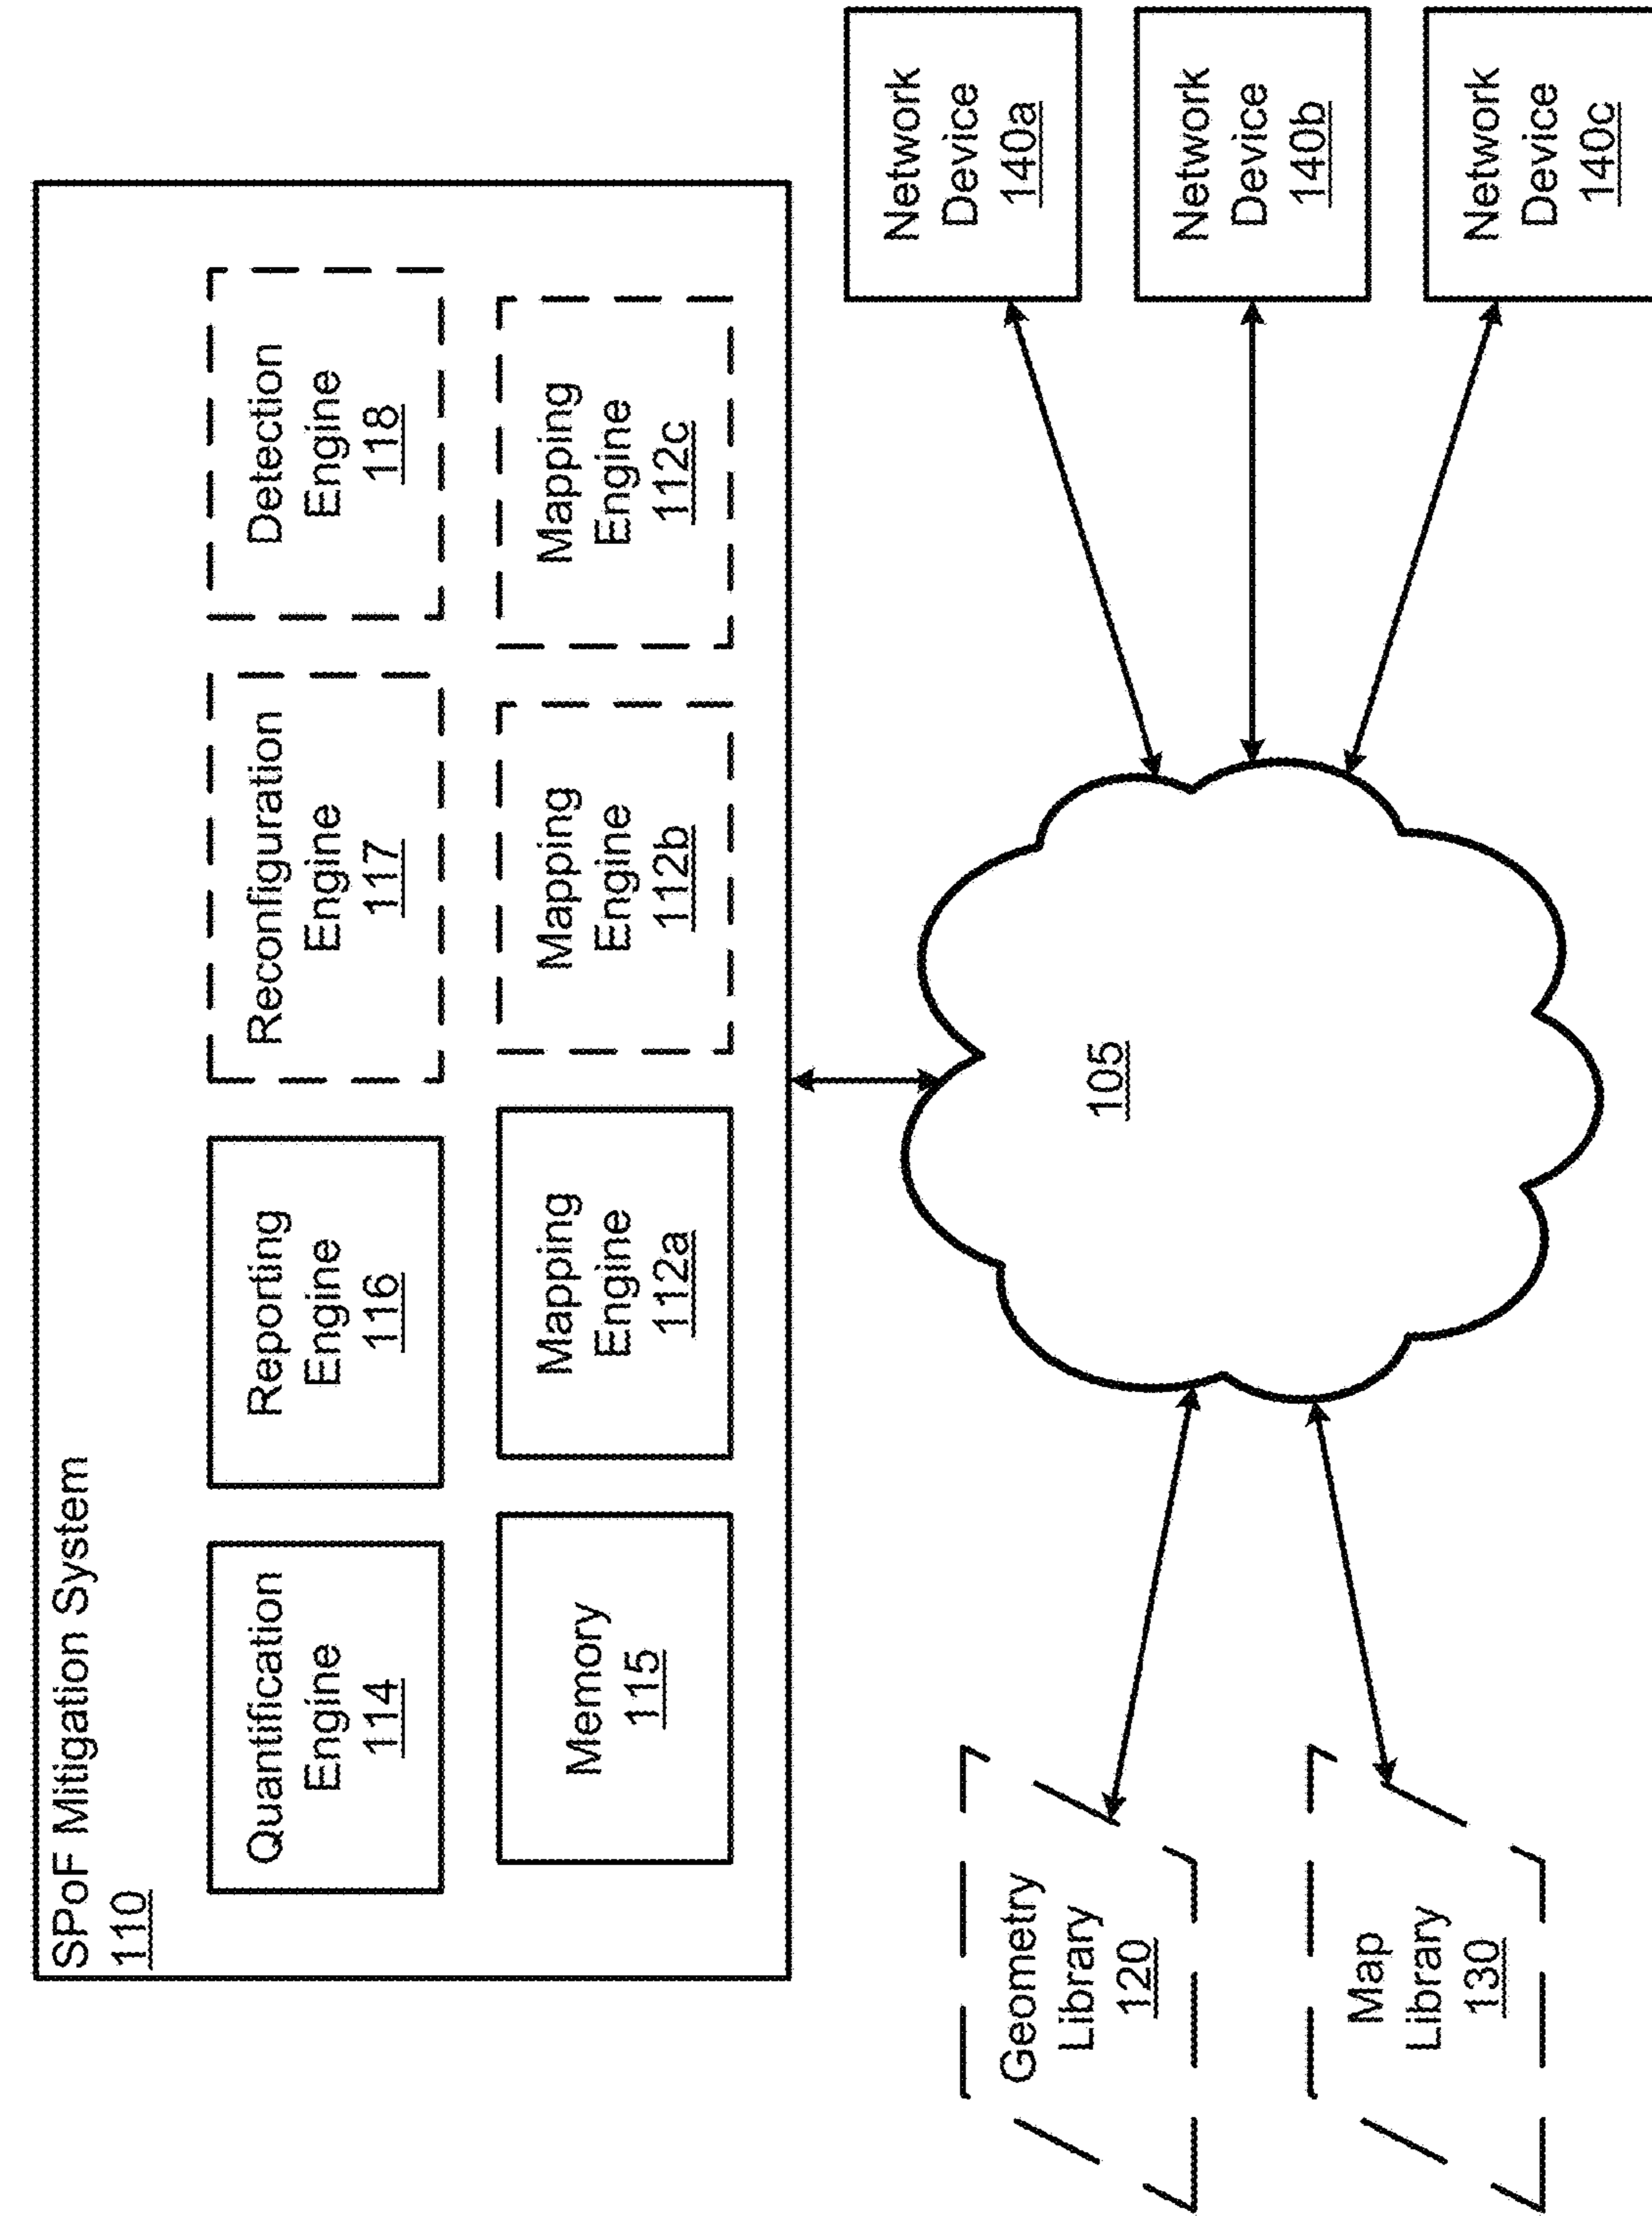 SPoF Mitigation System
110
Quantification
Engine
114
Reporting
Engine
116
Reconfiguration
Engine
117
Detection
Engine
118
Memory
115
Mapping
Engine
112a
Mapping
Engine
112b
Mapping
Engine
112c
Geometry
Library
120
Map
Library
130
105
Network
Device
140a
Network
Device
140b
Network
Device
140c